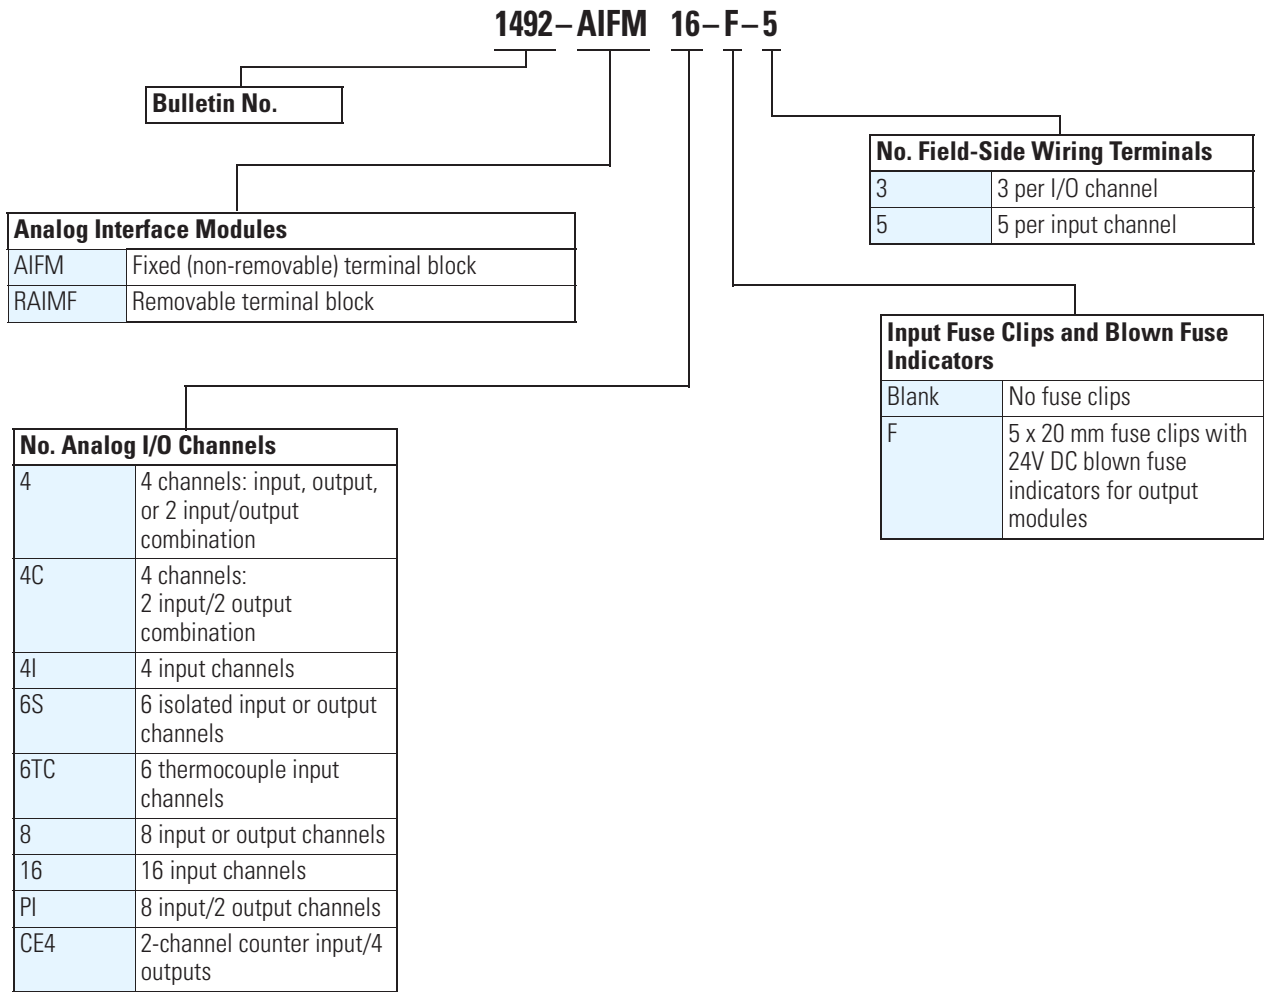 1492–AIFM 16–F–5
Bulletin No.
No. Field-Side Wiring Terminals
3 3 per I/O channel
5 5 per input channel
Analog Interface Modules
AIFM Fixed (non-removable) terminal block
RAIMF Removable terminal block
Input Fuse Clips and Blown Fuse
Indicators
Blank No fuse clips
F 5 x 20 mm fuse clips with
24V DC blown fuse
indicators for output
modules
No. Analog I/O Channels
4 4 channels: input, output,
or 2 input/output
combination
4C 4 channels:
2 input/2 output
combination
4I 4 input channels
6S 6 isolated input or output
channels
6TC 6 thermocouple input
channels
8 8 input or output channels
16 16 input channels
PI 8 input/2 output channels
CE4 2-channel counter input/4
outputs